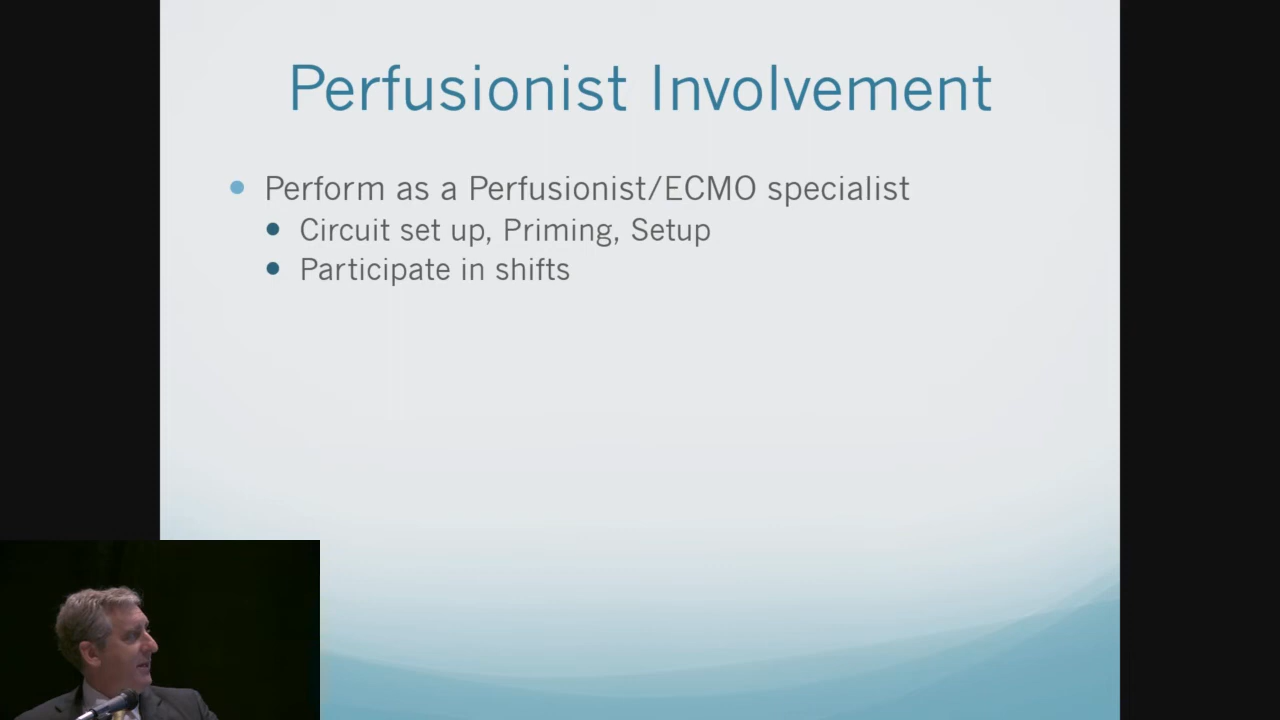 Perfusionist Involvement
Perform as a Perfusionist/ECMO specialist
Circuit set up, Priming, Setup
Participate in shifts